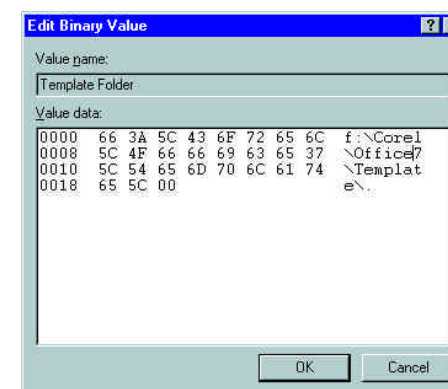 Edit Binary Value
Value name:
Template Folder
Value data:
0000 66 3A 5C 43 6F 72 65 6C f:\Corel
0008 5C 4F 66 66 69 63 65 37 \Office7
0010 5C 54 65 6D 70 6C 61 74 \Templat
0018 65 5C 00 e\.
OK Cancel